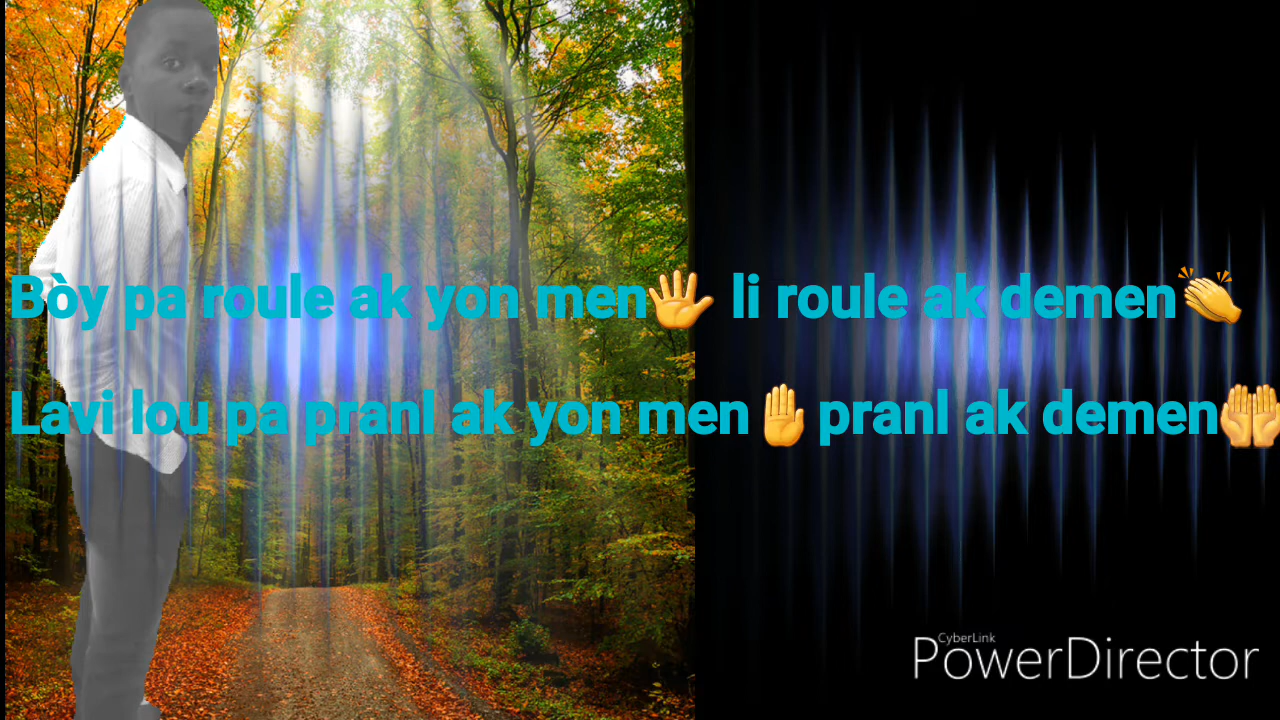 Bòy pa roule ak yon men🖐 li roule ak demen👏
Lavi lou pa pranl ak yon men✋pranl ak demen🤲
CyberLink
PowerDirector